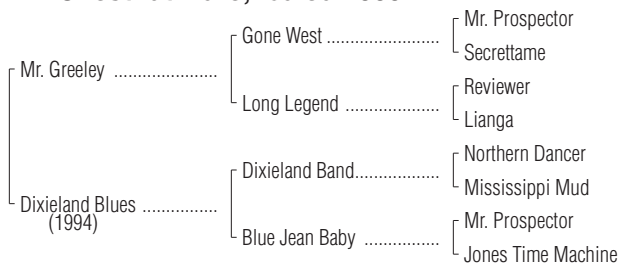 Mr. Prospector
Gone West ........................
Secrettame
Mr. Greeley ......................
Reviewer
Long Legend ....................
Lianga
Northern Dancer
Dixieland Band..................
Mississippi Mud
Dixieland Blues ................
(1994)
Mr. Prospector
Blue Jean Baby ................
Jones Time Machine